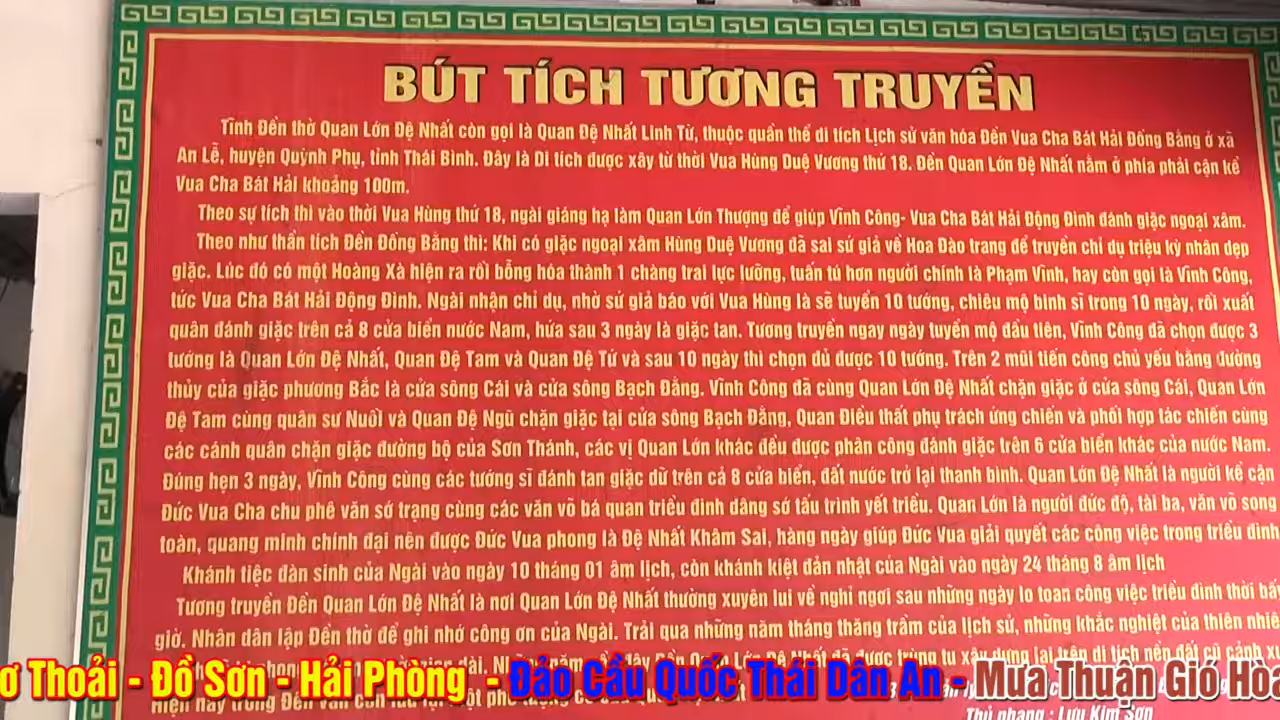 BÚT TÍCH TƯƠNG TRUYỀN
Tĩnh Đền thờ Quan Lớn Đệ Nhất còn gọi là Quan Đệ Nhất Linh Từ, thuộc quần thể di tích Lịch sử văn hóa Đền Vua Cha Bát Hải Đồng Bằng ở xã
An Lễ, huyện Quỳnh Phụ, tỉnh Thái Bình. Đây là Di tích được xây từ thời Vua Hùng Duệ Vương thứ 18. Đền Quan Lớn Đệ Nhất nằm ở phía phải cận kề
Vua Cha Bát Hải khoảng 100m.
Theo sự tích thì vào thời Vua Hùng thứ 18, ngài giáng hạ làm Quan Lớn Thượng để giúp Vĩnh Công- Vua Cha Bát Hải Động Đình đánh giặc ngoại xâm.
Theo như thần tích Đền Đồng Bằng thì: Khi có giặc ngoại xâm Hùng Duệ Vương đã sai sứ giả về Hoa Đào trang để truyền chỉ dụ triệu kỳ nhân dẹp
giặc. Lúc đó có một Hoàng Xà hiện ra rồi bỗng hóa thành 1 chàng trai lực lưỡng, tuấn tú hơn người chính là Phạm Vĩnh, hay còn gọi là Vĩnh Công,
tức Vua Cha Bát Hải Động Đình. Ngài nhận chỉ dụ, nhờ sứ giả báo với Vua Hùng là sẽ tuyển 10 tướng, chiêu mộ binh sĩ trong 10 ngày, rồi xuất
quân đánh giặc trên cả 8 cửa biển nước Nam, hứa sau 3 ngày là giặc tan. Tương truyền ngay ngày tuyển mộ đầu tiên, Vĩnh Công đã chọn được 3
tướng là Quan Lớn Đệ Nhất, Quan Đệ Tam và Quan Đệ Tứ và sau 10 ngày thì chọn đủ được 10 tướng. Trên 2 mũi tiến công chủ yếu bằng đường
thủy của giặc phương Bắc là cửa sông Cái và cửa sông Bạch Đằng. Vĩnh Công đã cùng Quan Lớn Đệ Nhất chặn giặc ở cửa sông Cái, Quan Lớn
Đệ Tam cùng quân sư Nuồi và Quan Đệ Ngũ chặn giặc tại cửa sông Bạch Đằng, Quan Điều thất phụ trách ứng chiến và phối hợp tác chiến cùng
các cánh quân chặn giặc đường bộ của Sơn Thánh, các vị Quan Lớn khác đều được phân công đánh giặc trên 6 cửa biển khác của nước Nam.
Đúng hẹn 3 ngày, Vĩnh Công cùng các tướng sĩ đánh tan giặc dữ trên cả 8 cửa biển, đất nước trở lại thanh bình. Quan Lớn Đệ Nhất là người kề cận
Đức Vua Cha chu phê văn sớ trạng cùng các văn võ bá quan triều đình dâng sớ tấu trình yết triều. Quan Lớn là người đức độ, tài ba, văn võ song
toàn, quang minh chính đại nên được Đức Vua phong là Đệ Nhất Khâm Sai, hàng ngày giúp Đức Vua giải quyết các công việc trong triều đình
Khánh tiệc đản sinh của Ngài vào ngày 10 tháng 01 âm lịch, còn khánh kiệt đản nhật của Ngài vào ngày 24 tháng 8 âm lịch
Tương truyền Đền Quan Lớn Đệ Nhất là nơi Quan Lớn Đệ Nhất thường xuyên lui về nghỉ ngơi sau những ngày lo toan công việc triều đình thời bấy
giờ. Nhân dân lập Đền thờ để ghi nhớ công ơn của Ngài. Trải qua những năm tháng thăng trầm của lịch sử, những khắc nghiệt của thiên nhiê
dài. được trùng tu xây dựng lại trên di tích nền đất cũ cảnh
ơ Thoải - Đồ Sơn - Hải Phòng - Đảo Cầu Quốc Thái Dân An - Mưa Thuận Gió Hòa
Hiện nay trong Đền vẫn còn lưu lại
Thủ nhang : Lưu Kim Sơn